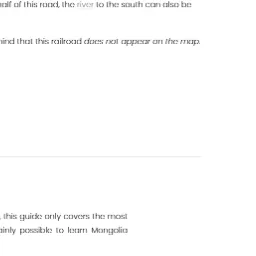 alf of this road, the river to the south can also be
ind that this railroad does not appear on the map.
, this guide only covers the most
ainly possible to learn Mongolia